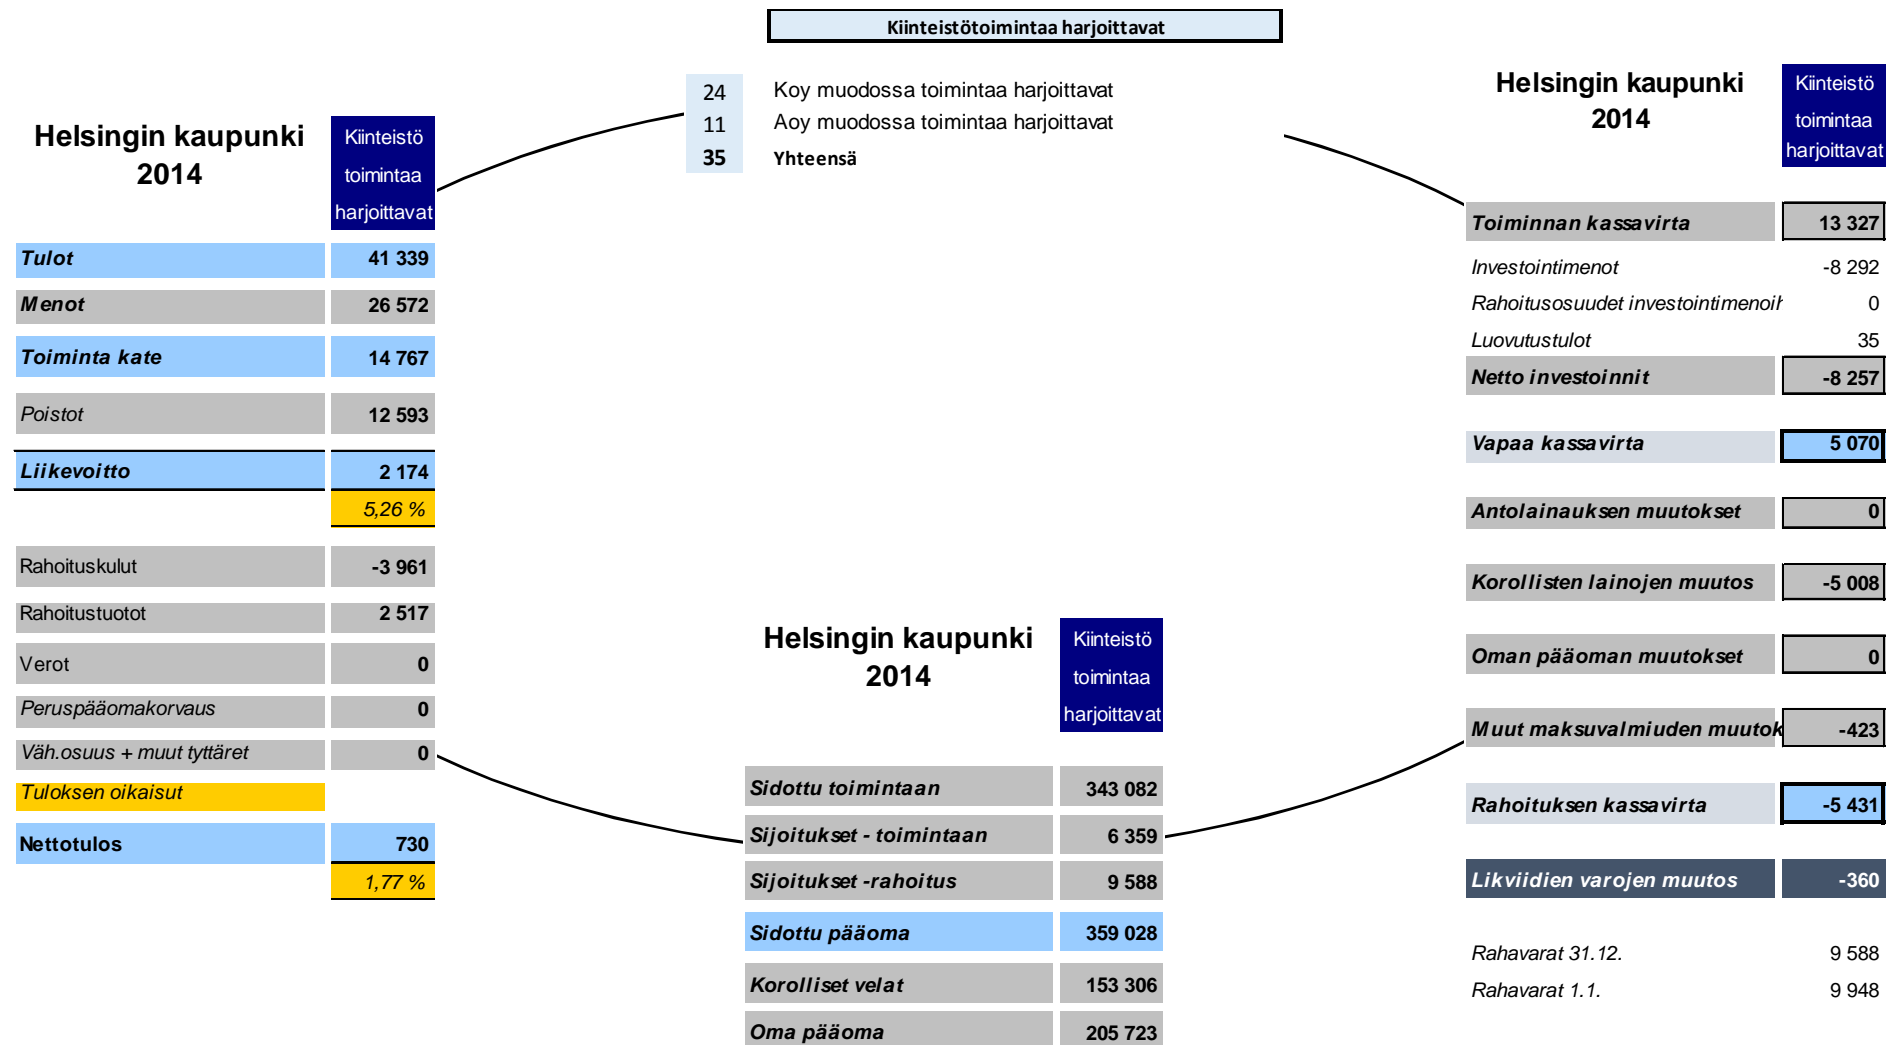 Kiinteistötoimintaa harjoittavat
24 Koy muodossa toimintaa harjoittavat
11 Aoy muodossa toimintaa harjoittavat
35 Yhteensä
Helsingin kaupunki
2014
Kiinteistö
toimintaa
harjoittavat
Tulot 41 339
Menot 26 572
Toiminta kate 14 767
Poistot 12 593
Liikevoitto 2 174
5,26 %
Rahoituskulut -3 961
Rahoitustuotot 2 517
Verot 0
Peruspääomakorvaus 0
Väh.osuus + muut tyttäret 0
Tuloksen oikaisut
Nettotulos 730
1,77 %
Helsingin kaupunki
2014
Kiinteistö
toimintaa
harjoittavat
Sidottu toimintaan 343 082
Sijoitukset - toimintaan 6 359
Sijoitukset -rahoitus 9 588
Sidottu pääoma 359 028
Korolliset velat 153 306
Oma pääoma 205 723
Helsingin kaupunki
2014
Kiinteistö
toimintaa
harjoittavat
Toiminnan kassavirta 13 327
Investointimenot -8 292
Rahoitusosuudet investointimenoih 0
Luovutustulot 35
Netto investoinnit -8 257
Vapaa kassavirta 5 070
Antolainauksen muutokset 0
Korollisten lainojen muutos -5 008
Oman pääoman muutokset 0
Muut maksuvalmiuden muutok -423
Rahoituksen kassavirta -5 431
Likviidien varojen muutos -360
Rahavarat 31.12. 9 588
Rahavarat 1.1. 9 948